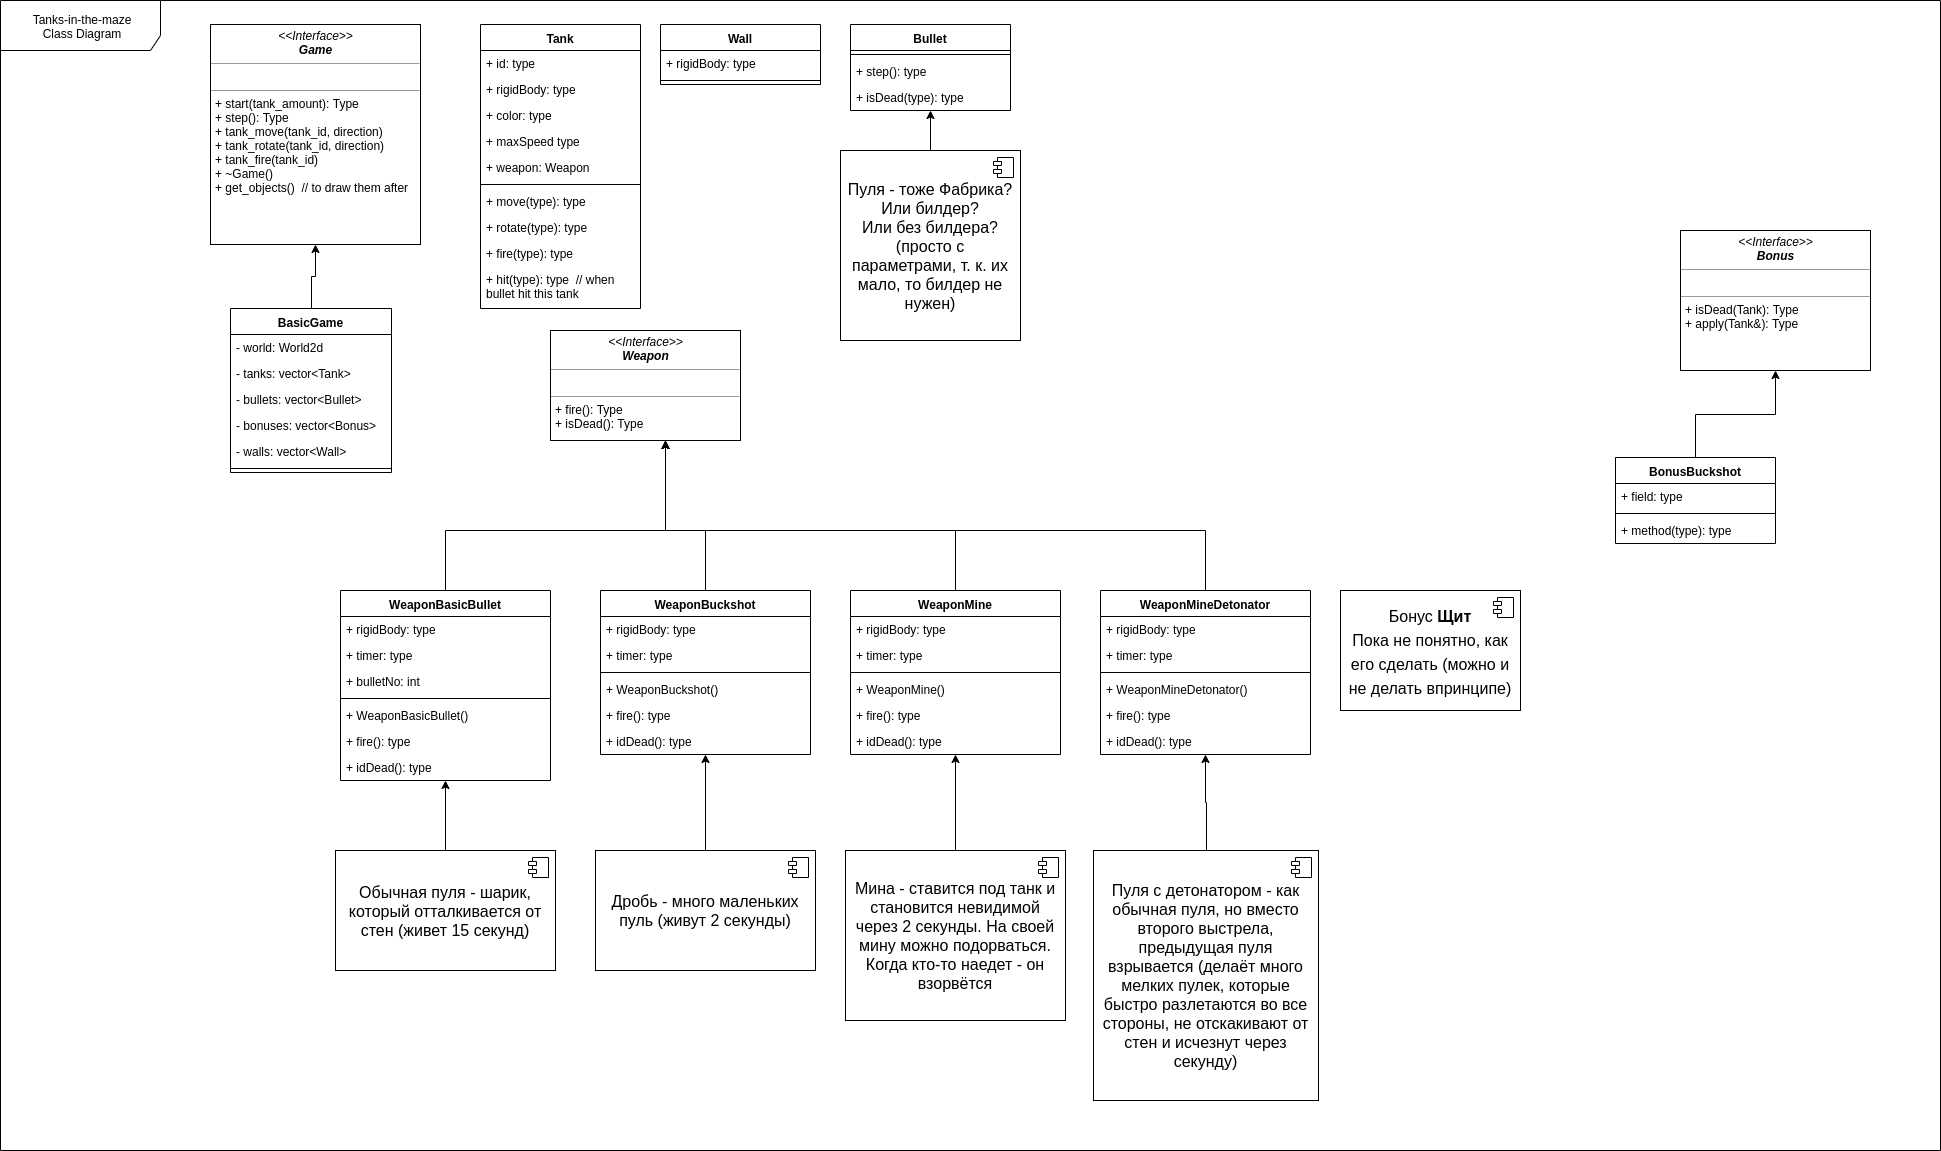 Tanks-in-the-maze
Class Diagram
<<Interface>>
Game
+ start(tank_amount): Type
+ step(): Type
+ tank_move(tank_id, direction)
+ tank_rotate(tank_id, direction)
+ tank_fire(tank_id)
+ ~Game()
+ get_objects()  // to draw them after
Tank
+ id: type
+ rigidBody: type
+ color: type
+ maxSpeed type
+ weapon: Weapon
+ move(type): type
+ rotate(type): type
+ fire(type): type
+ hit(type): type  // when
bullet hit this tank
Wall
+ rigidBody: type
Bullet
+ step(): type
+ isDead(type): type
Пуля - тоже Фабрика?
Или билдер?
Или без билдера?
(просто с
параметрами, т. к. их
мало, то билдер не
нужен)
<<Interface>>
Bonus
+ isDead(Tank): Type
+ apply(Tank&): Type
BasicGame
- world: World2d
- tanks: vector<Tank>
- bullets: vector<Bullet>
- bonuses: vector<Bonus>
- walls: vector<Wall>
<<Interface>>
Weapon
+ fire(): Type
+ isDead(): Type
BonusBuckshot
+ field: type
+ method(type): type
WeaponBasicBullet
+ rigidBody: type
+ timer: type
+ bulletNo: int
+ WeaponBasicBullet()
+ fire(): type
+ idDead(): type
WeaponBuckshot
+ rigidBody: type
+ timer: type
+ WeaponBuckshot()
+ fire(): type
+ idDead(): type
WeaponMine
+ rigidBody: type
+ timer: type
+ WeaponMine()
+ fire(): type
+ idDead(): type
WeaponMineDetonator
+ rigidBody: type
+ timer: type
+ WeaponMineDetonator()
+ fire(): type
+ idDead(): type
Бонус Щит
Пока не понятно, как
его сделать (можно и
не делать впринципе)
Обычная пуля - шарик,
который отталкивается от
стен (живет 15 секунд)
Дробь - много маленьких
пуль (живут 2 секунды)
Мина - ставится под танк и
становится невидимой
через 2 секунды. На своей
мину можно подорваться.
Когда кто-то наедет - он
взорвётся
Пуля с детонатором - как
обычная пуля, но вместо
второго выстрела,
предыдущая пуля
взрывается (делаёт много
мелких пулек, которые
быстро разлетаются во все
стороны, не отскакивают от
стен и исчезнут через
секунду)